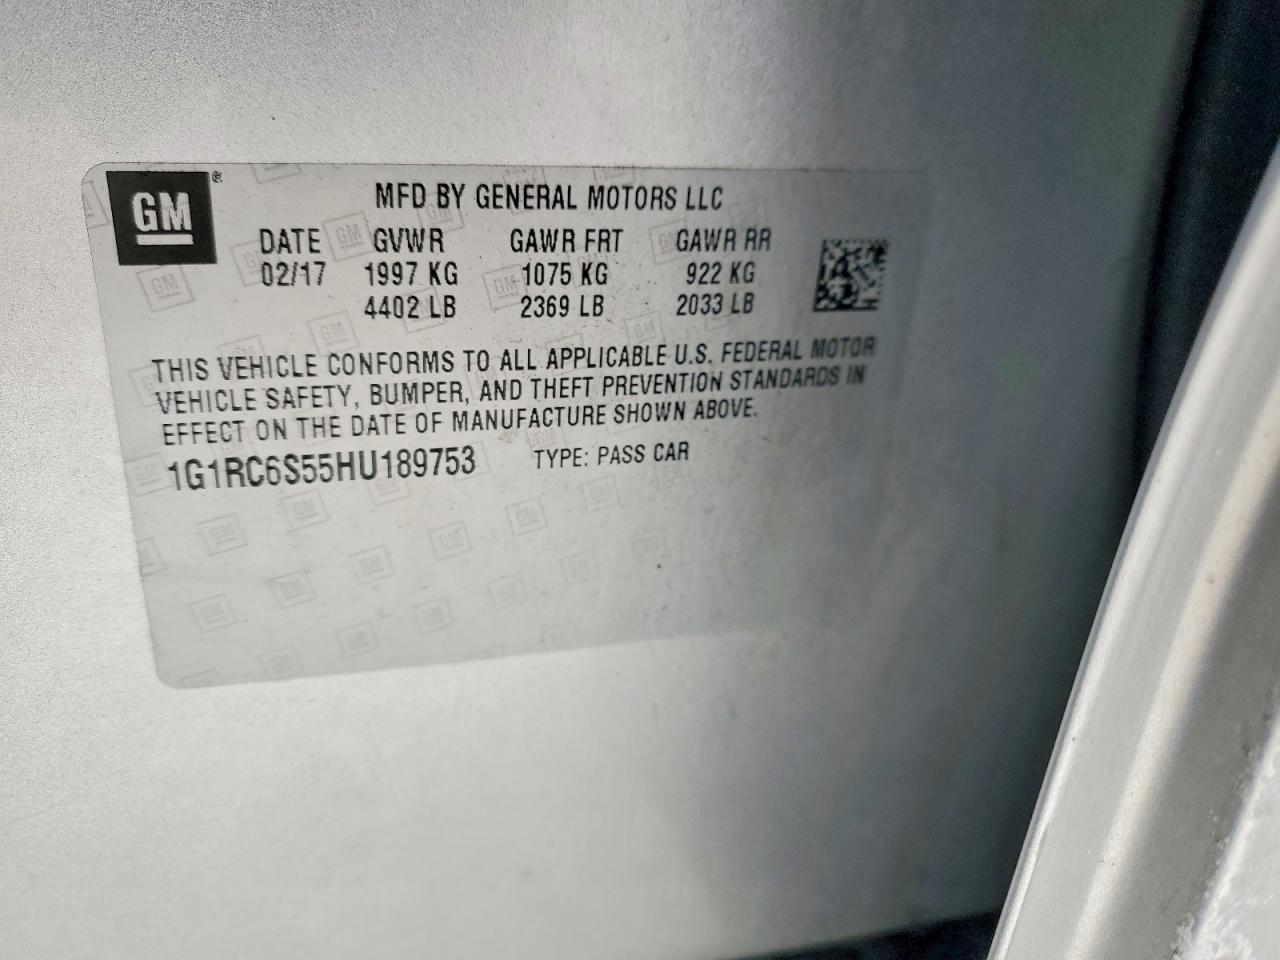 GM ®
MFD BY GENERAL MOTORS LLC
DATE GVWR GAWR FRT GAWR RR
02/17 1997 KG 1075 KG 922 KG
4402 LB 2369 LB 2033 LB
THIS VEHICLE CONFORMS TO ALL APPLICABLE U.S. FEDERAL MOTOR
VEHICLE SAFETY, BUMPER, AND THEFT PREVENTION STANDARDS IN
EFFECT ON THE DATE OF MANUFACTURE SHOWN ABOVE.
1G1RC6S55HU189753 TYPE: PASS CAR